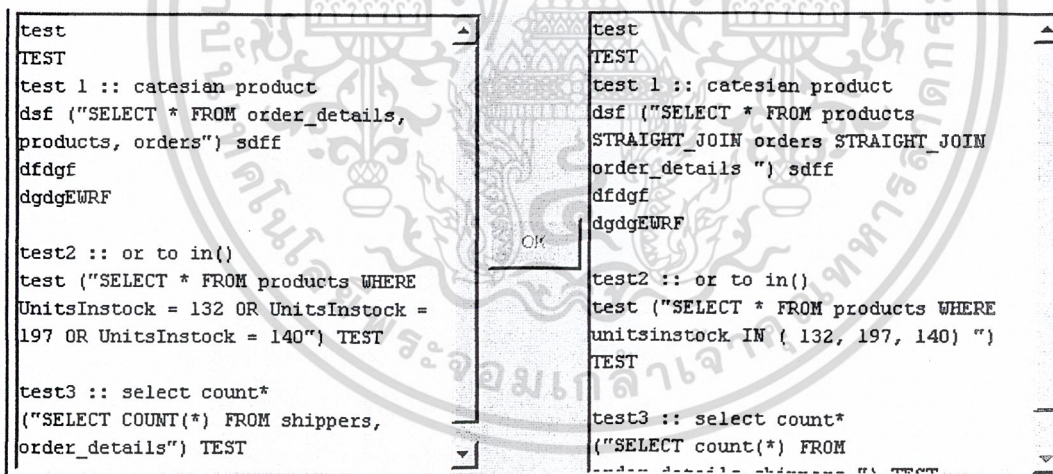 test
TEST
test 1 :: catesian product
dsf ("SELECT * FROM order_details,
products, orders") sdff
dfdgf
dgdgEWRF
test2 :: or to in()
test ("SELECT * FROM products WHERE
UnitsInstock = 132 OR UnitsInstock =
197 OR UnitsInstock = 140") TEST
test3 :: select count*
("SELECT COUNT(*) FROM shippers,
order_details") TEST
OK
test
TEST
test 1 :: catesian product
dsf ("SELECT * FROM products
STRAIGHT_JOIN orders STRAIGHT_JOIN
order_details ") sdff
dfdgf
dgdgEWRF
test2 :: or to in()
test ("SELECT * FROM products WHERE
unitsinstock IN ( 132, 197, 140) ")
TEST
test3 :: select count*
("SELECT count(*) FROM